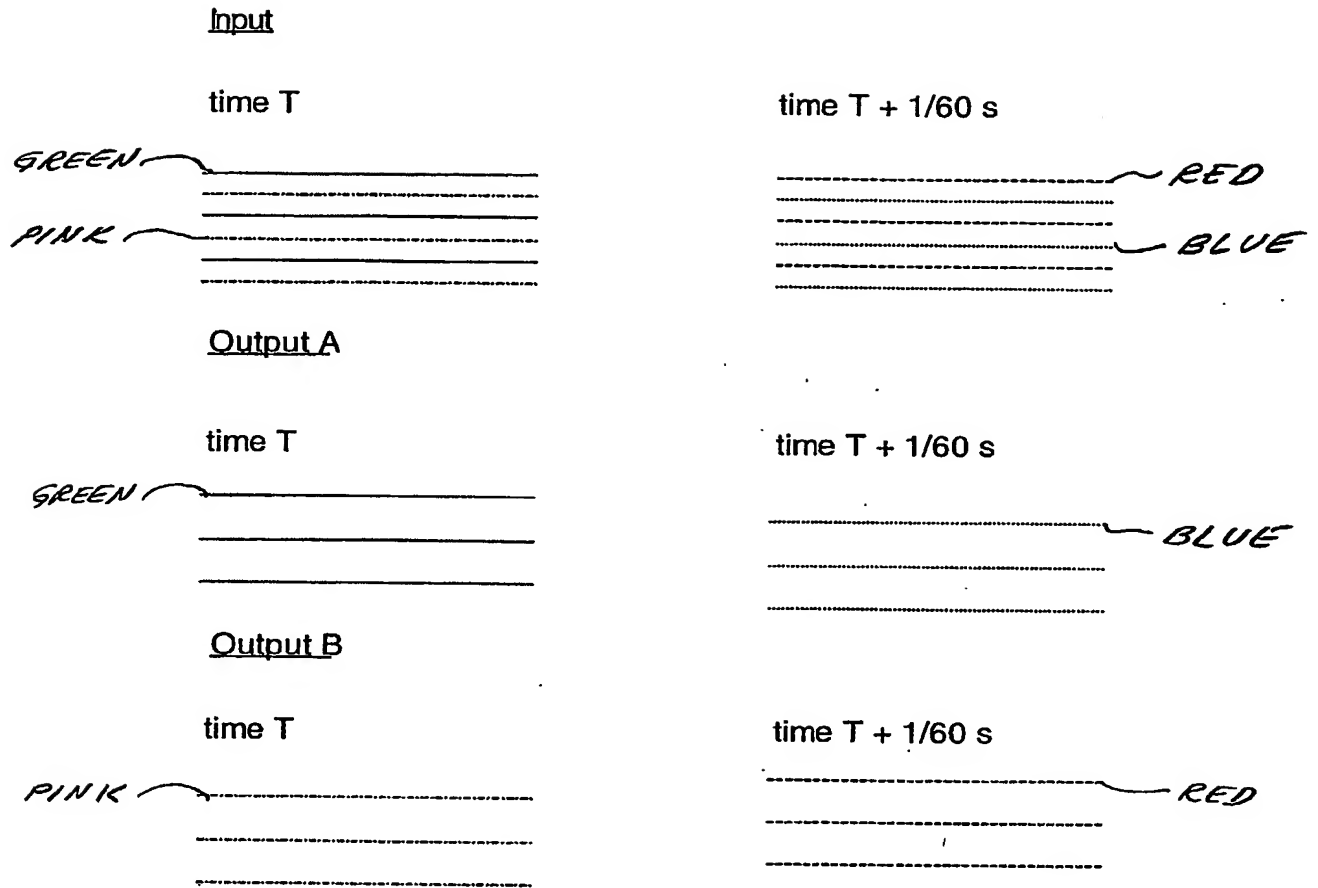 Input
time T
time T + 1/60 s
GREEN
RED
PINK
BLUE
Output A
time T
time T + 1/60 s
GREEN
BLUE
Output B
time T
time T + 1/60 s
PINK
RED